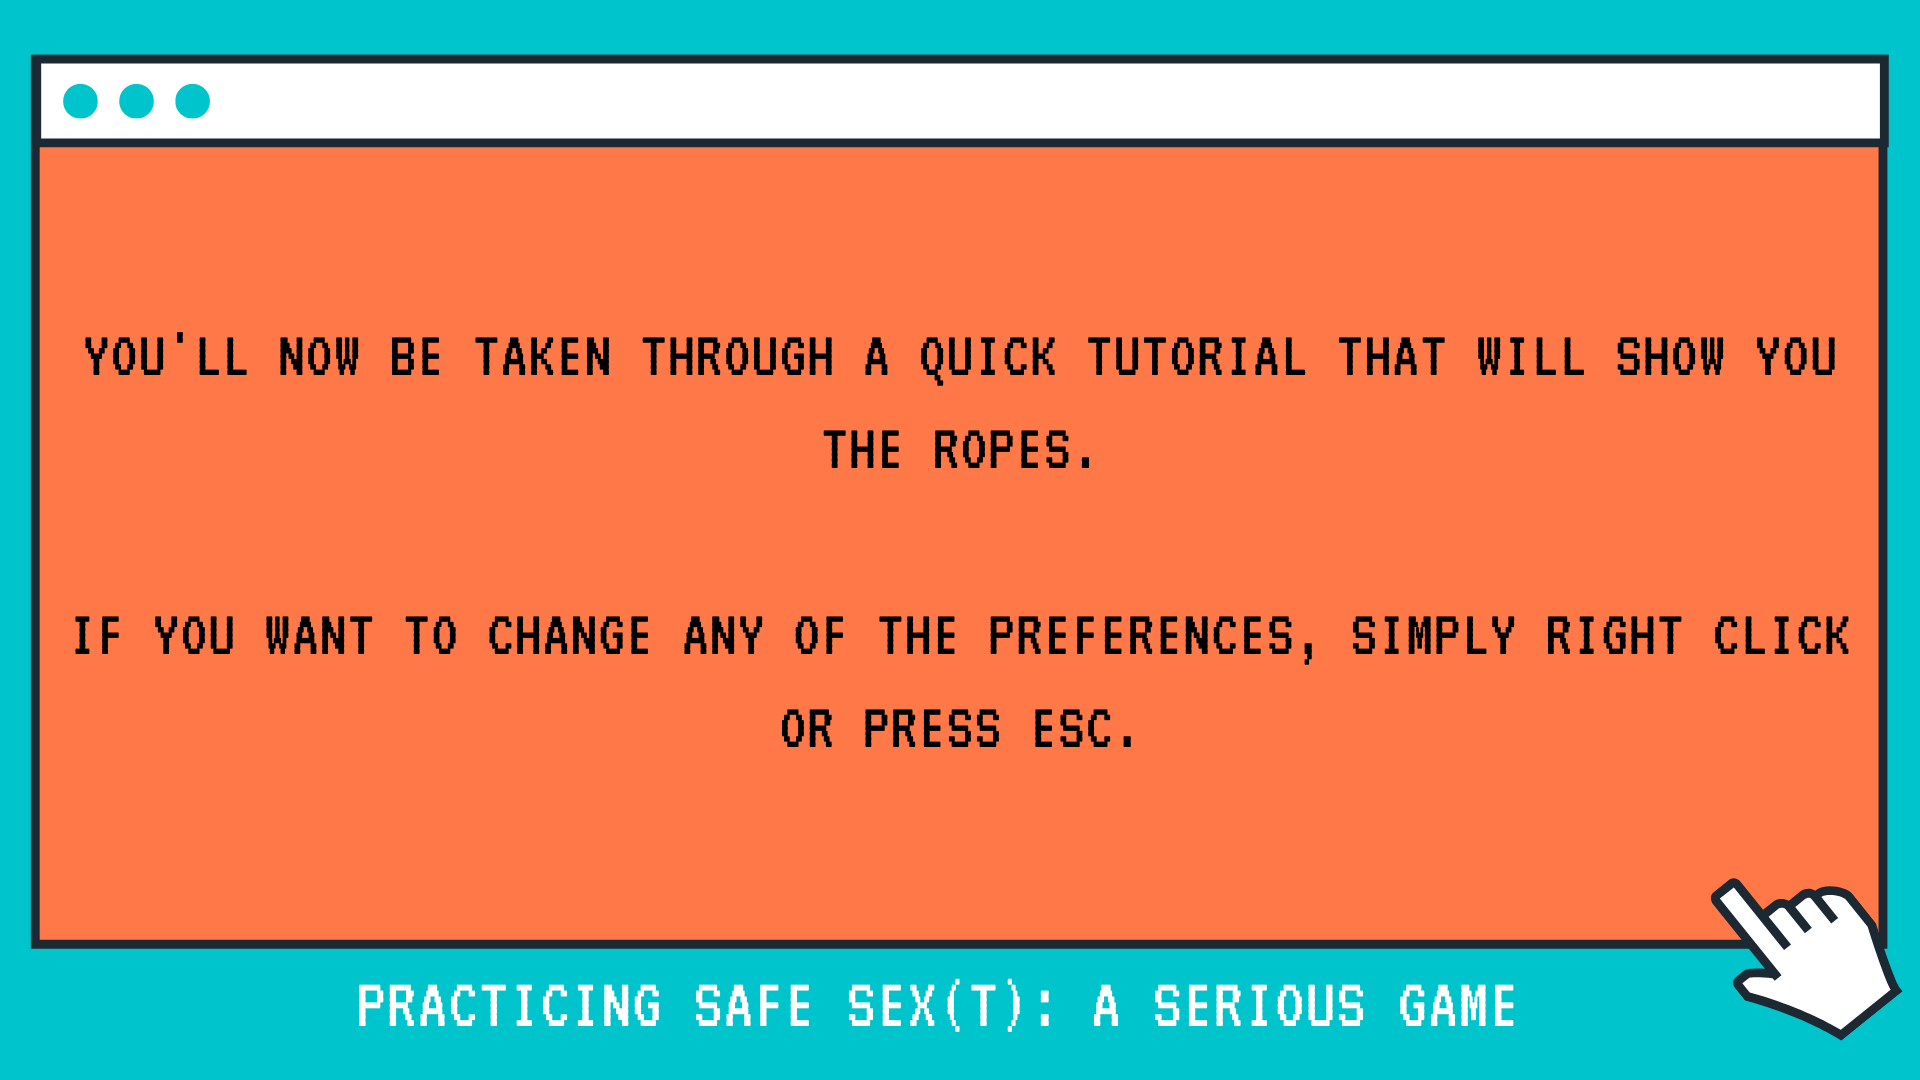 YOU'LL NOW BE TAKEN THROUGH A QUICK TUTORIAL THAT WILL SHOW YOU
THE ROPES.
IF YOU WANT TO CHANGE ANY OF THE PREFERENCES, SIMPLY RIGHT CLICK
OR PRESS ESC.
PRACTICING SAFE SEX(T): A SERIOUS GAME